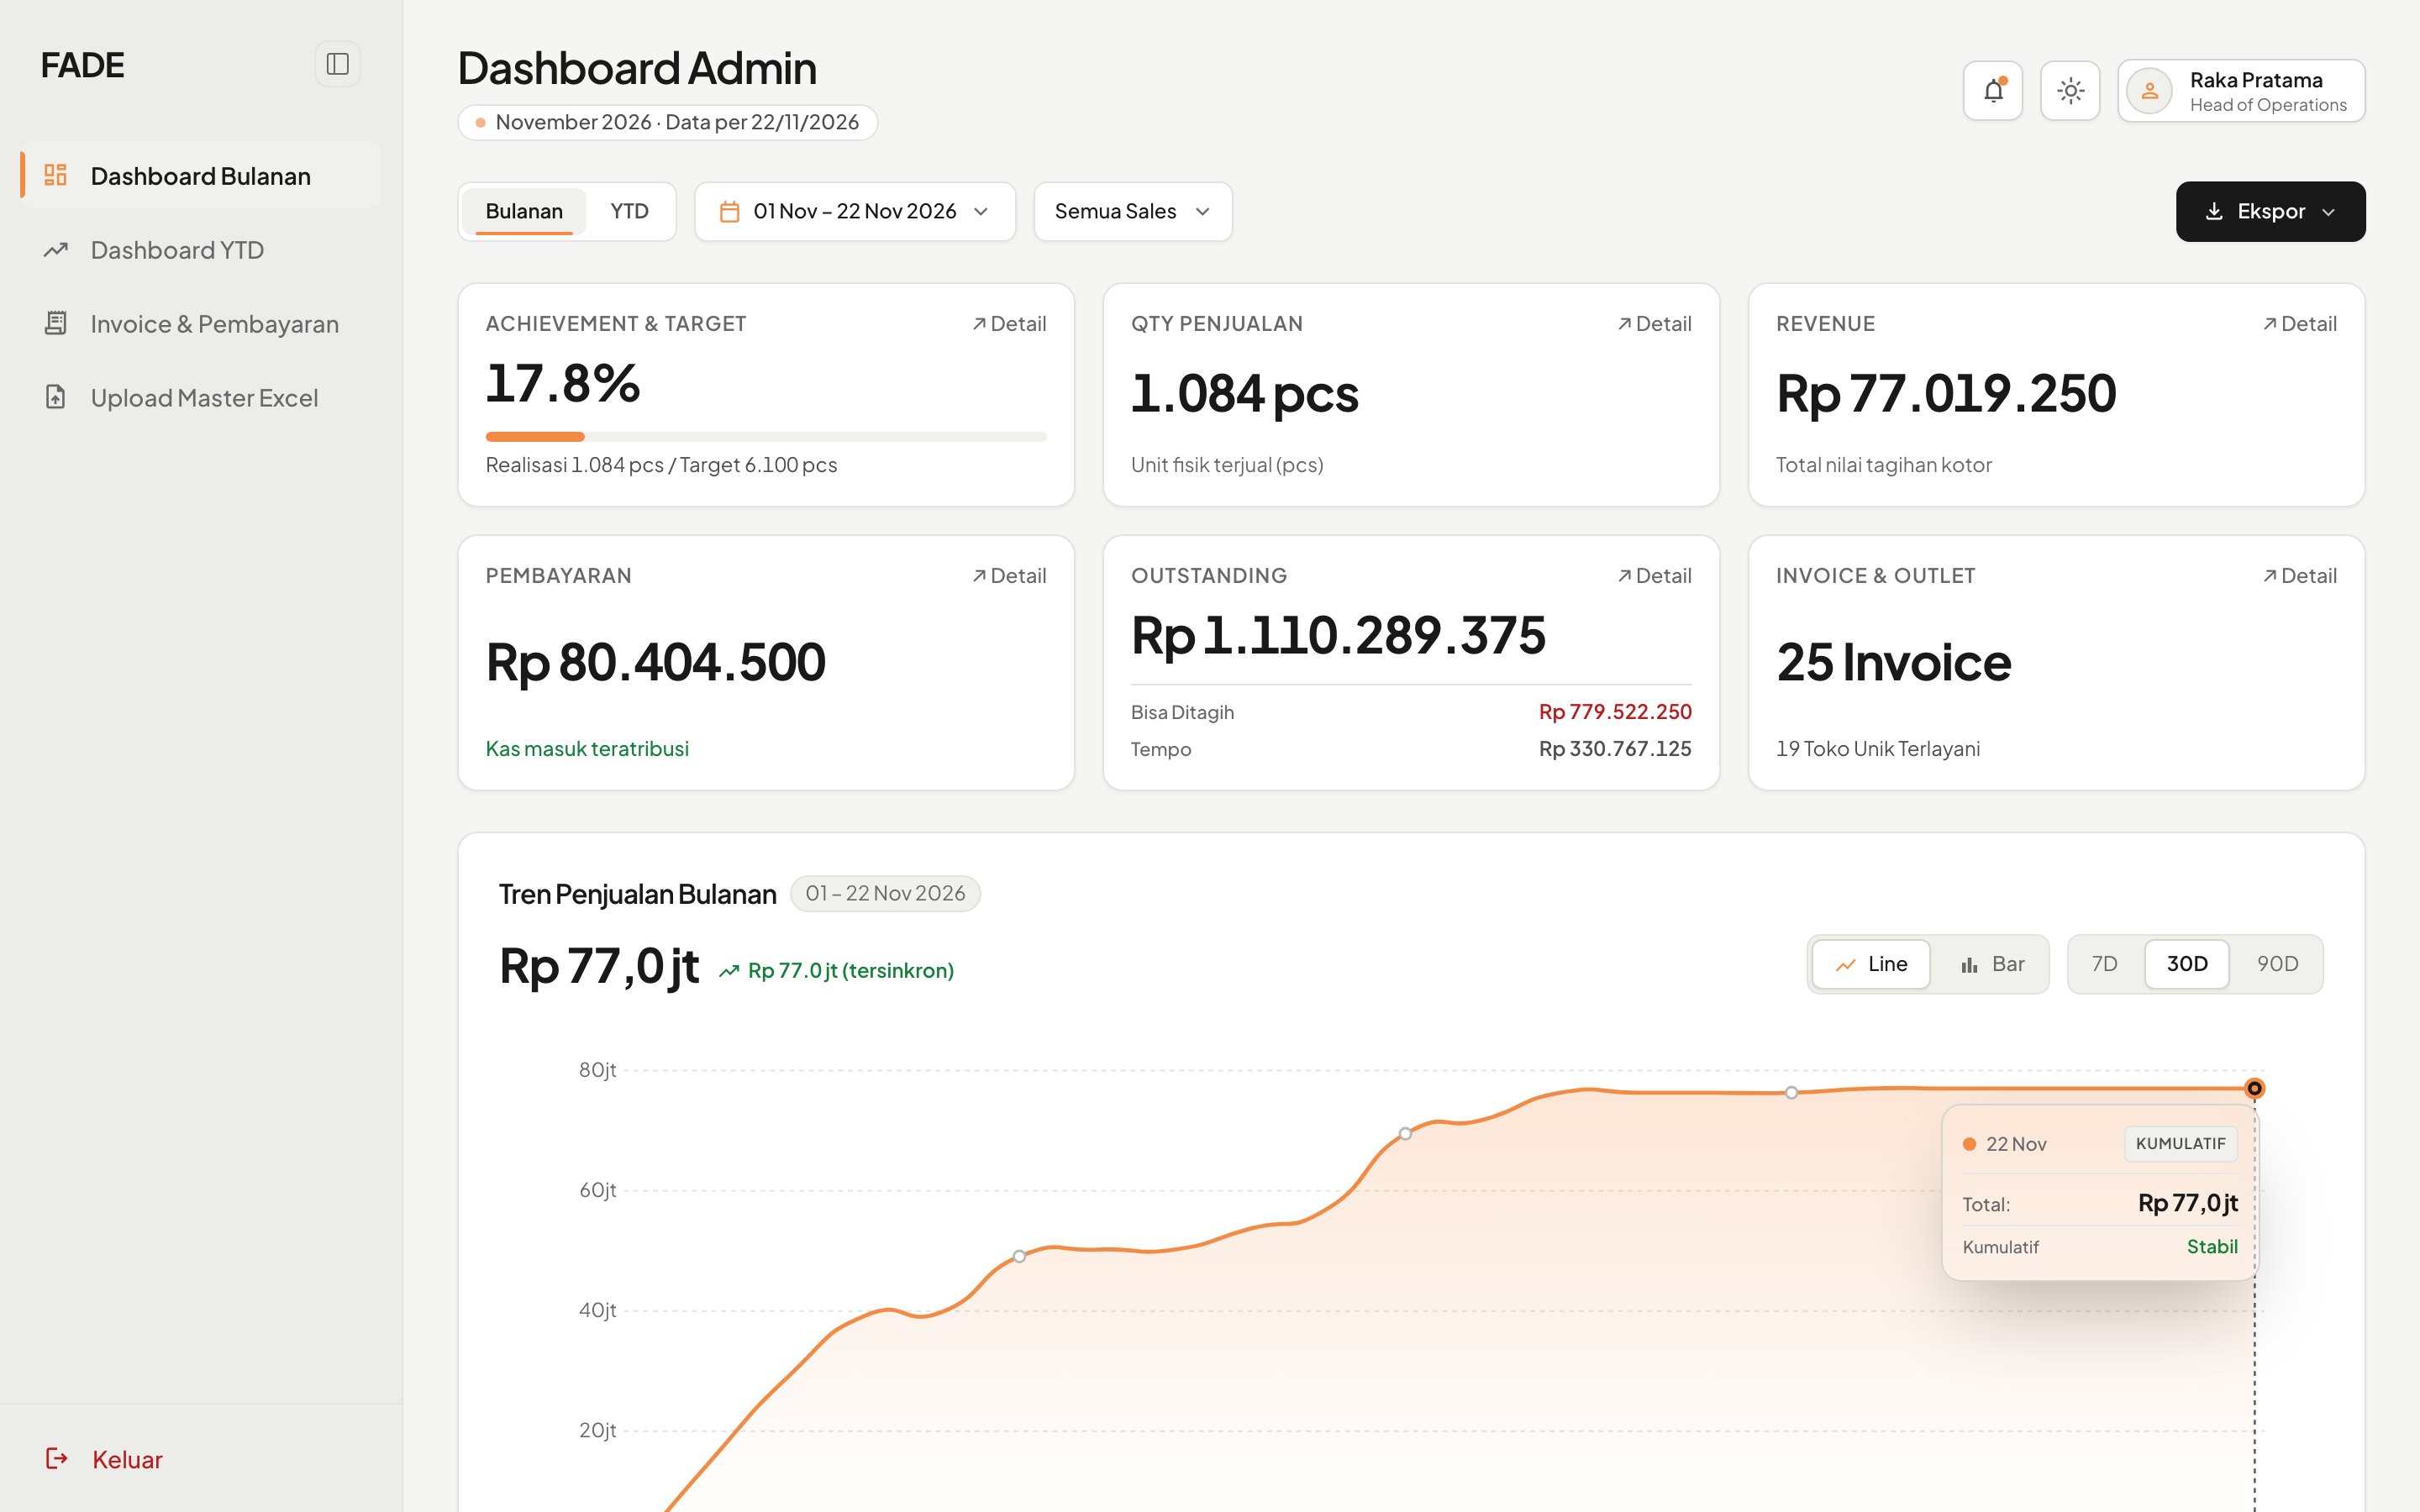 FADE
Dashboard Bulanan
Dashboard YTD
Invoice & Pembayaran
Upload Master Excel
Keluar
Dashboard Admin
November 2026 · Data per 22/11/2026
Raka Pratama
Head of Operations
Bulanan YTD 01 Nov – 22 Nov 2026 Semua Sales Ekspor
ACHIEVEMENT & TARGET Detail
17.8%
Realisasi 1.084 pcs / Target 6.100 pcs
QTY PENJUALAN Detail
1.084 pcs
Unit fisik terjual (pcs)
REVENUE Detail
Rp 77.019.250
Total nilai tagihan kotor
PEMBAYARAN Detail
Rp 80.404.500
Kas masuk teratribusi
OUTSTANDING Detail
Rp 1.110.289.375
Bisa Ditagih Rp 779.522.250
Tempo Rp 330.767.125
INVOICE & OUTLET Detail
25 Invoice
19 Toko Unik Terlayani
Tren Penjualan Bulanan 01 – 22 Nov 2026
Rp 77,0 jt Rp 77.0 jt (tersinkron)
Line Bar 7D 30D 90D
80jt
60jt
40jt
20jt
22 Nov KUMULATIF
Total: Rp 77,0 jt
Kumulatif Stabil